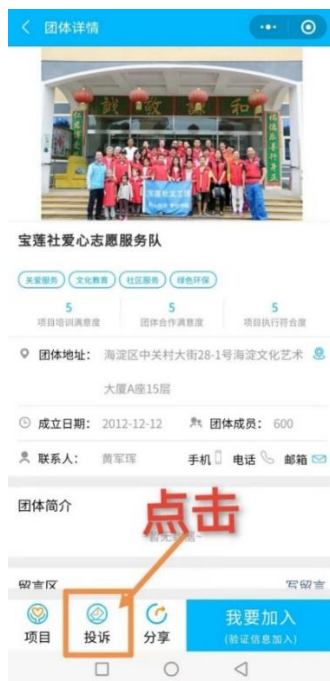 团体详情
诚 敬 谦 和
宝莲社爱心志愿服务队
关爱服务 文化教育 社区服务 绿色环保
5 5 5
项目培训满意度 团体合作满意度 项目执行符合度
团体地址： 海淀区中关村大街28-1号海淀文化艺术
大厦A座15层
成立日期： 2012-12-12 团体成员： 600
联系人： 黄军珲 手机 电话 邮箱
团体简介
点击
留言区 写留言
项目 投诉 分享 我要加入
(验证信息加入)